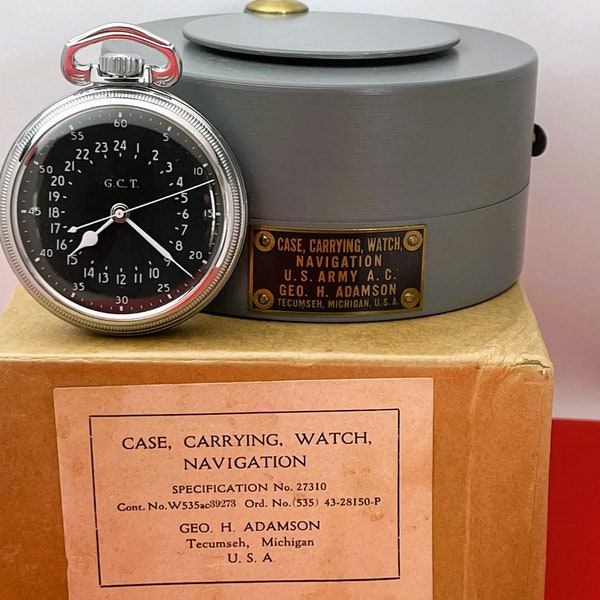 60
55
5
50
10
45
15
40
20
35
25
30
23 24 1
22 2
21 3
20 4
19 5
18 6
17 7
16 8
15 9
14 13 12 11 10
G.C.T.
CASE, CARRYING, WATCH,
NAVIGATION
U.S. ARMY A.C.
GEO. H. ADAMSON
TECUMSEH, MICHIGAN, U.S.A.
CASE, CARRYING, WATCH,
NAVIGATION
SPECIFICATION No. 27310
Cont. No. W535ac39273 Ord. No. (535) 43-28150-P
GEO. H. ADAMSON
Tecumseh, Michigan
U. S. A.